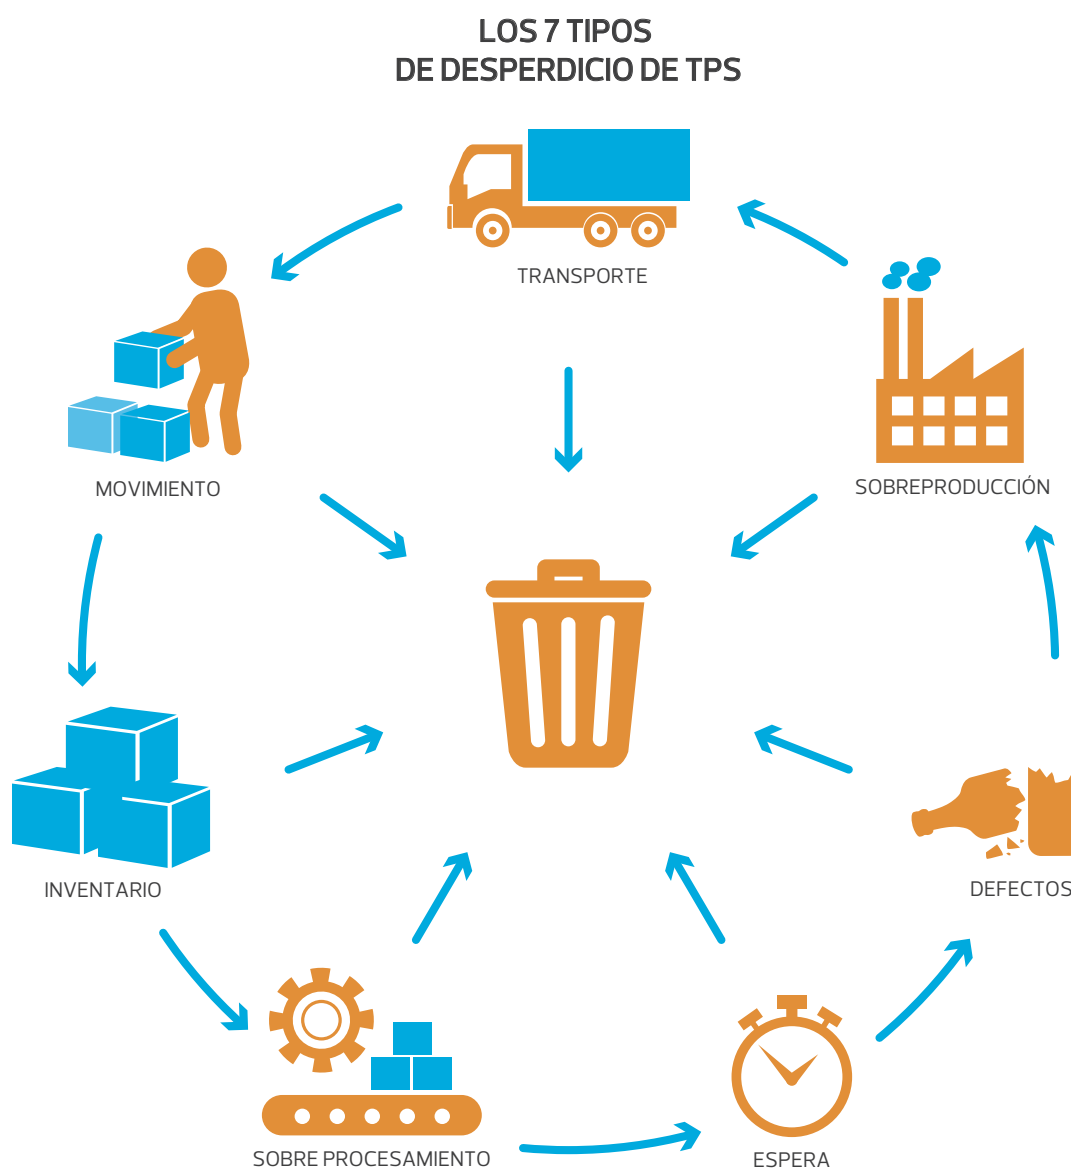 LOS 7 TIPOS
DE DESPERDICIO DE TPS
TRANSPORTE
MOVIMIENTO
SOBREPRODUCCIÓN
INVENTARIO
DEFECTOS
SOBRE PROCESAMIENTO
ESPERA